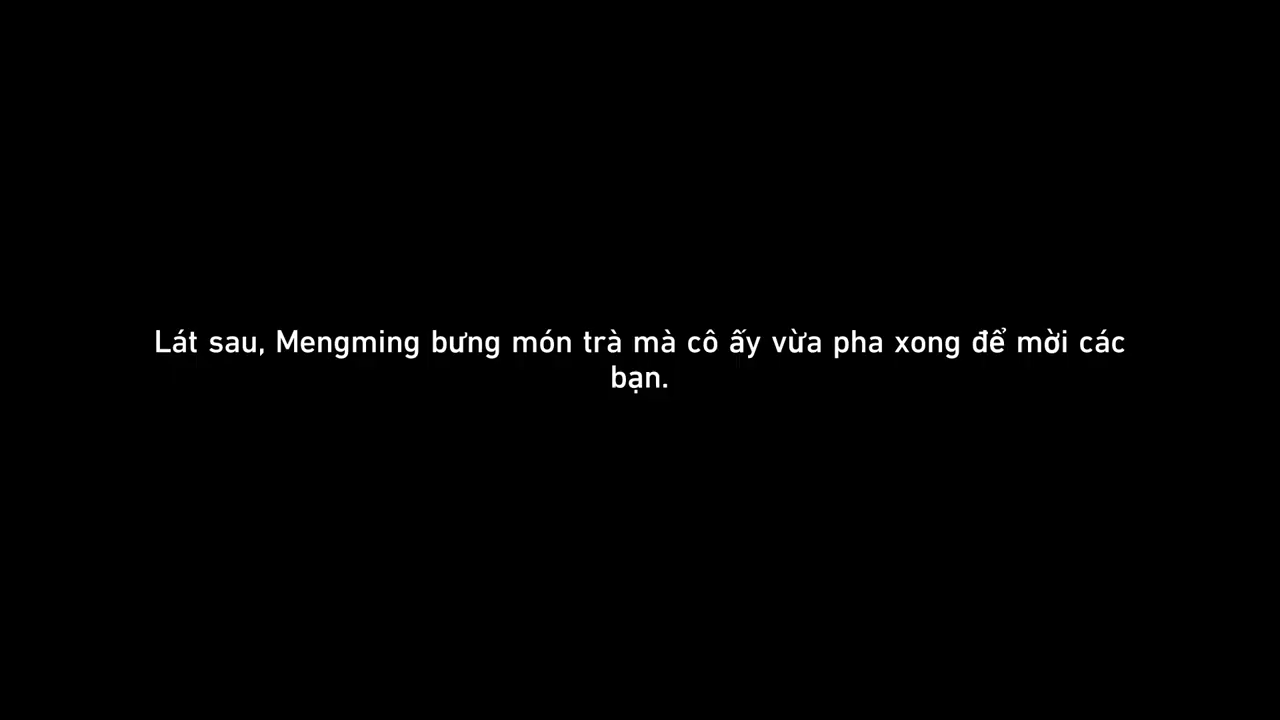 Lát sau, Mengming bưng món trà mà cô ấy vừa pha xong để mời các
bạn.